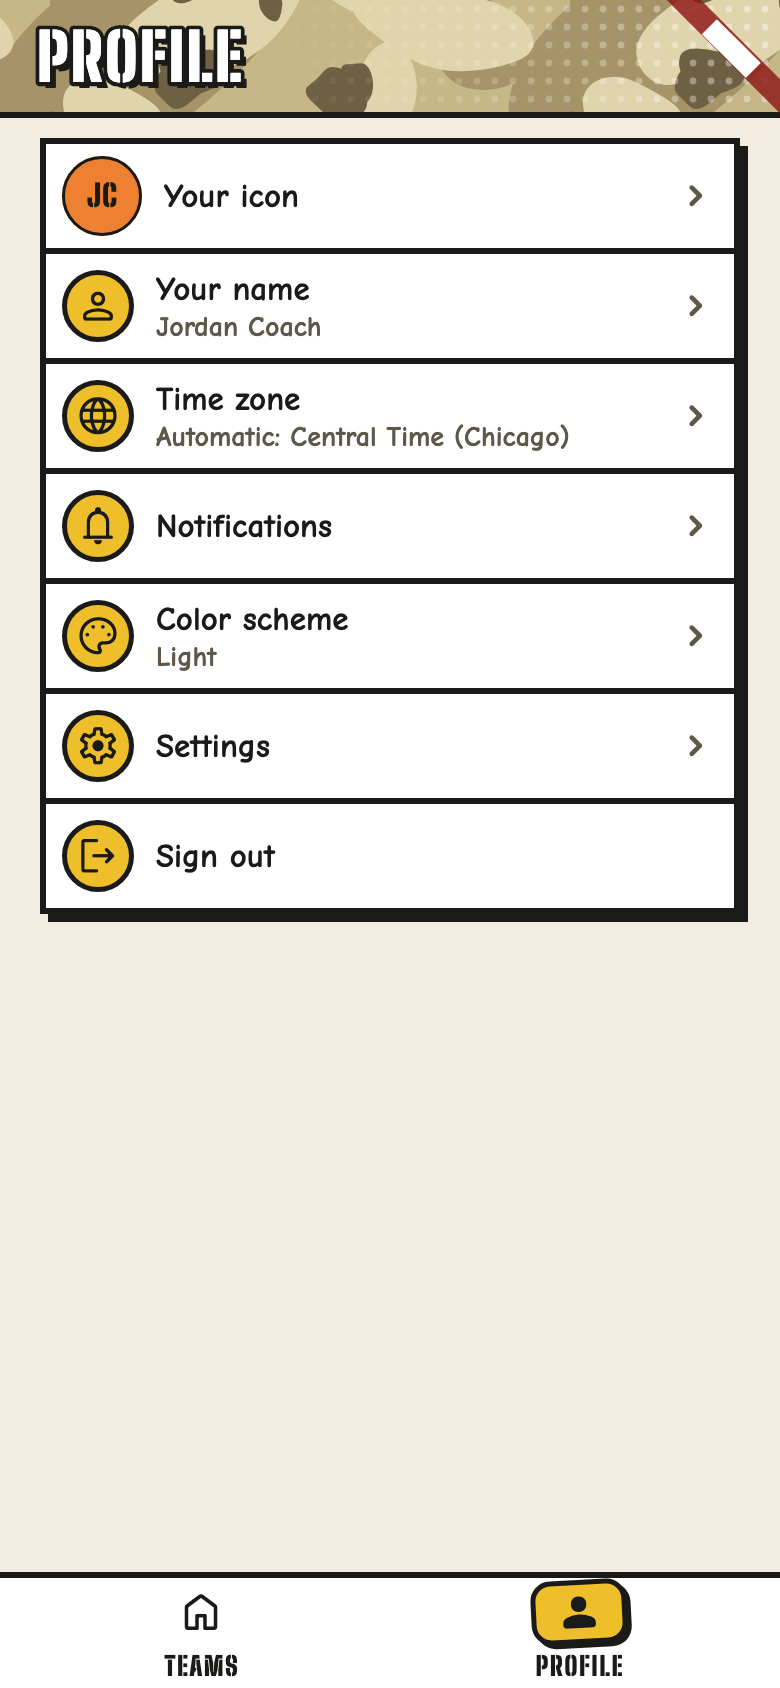 PROFILE
JC
Your icon
Your name
Jordan Coach
Time zone
Automatic: Central Time (Chicago)
Notifications
Color scheme
Light
Settings
Sign out
TEAMS
PROFILE